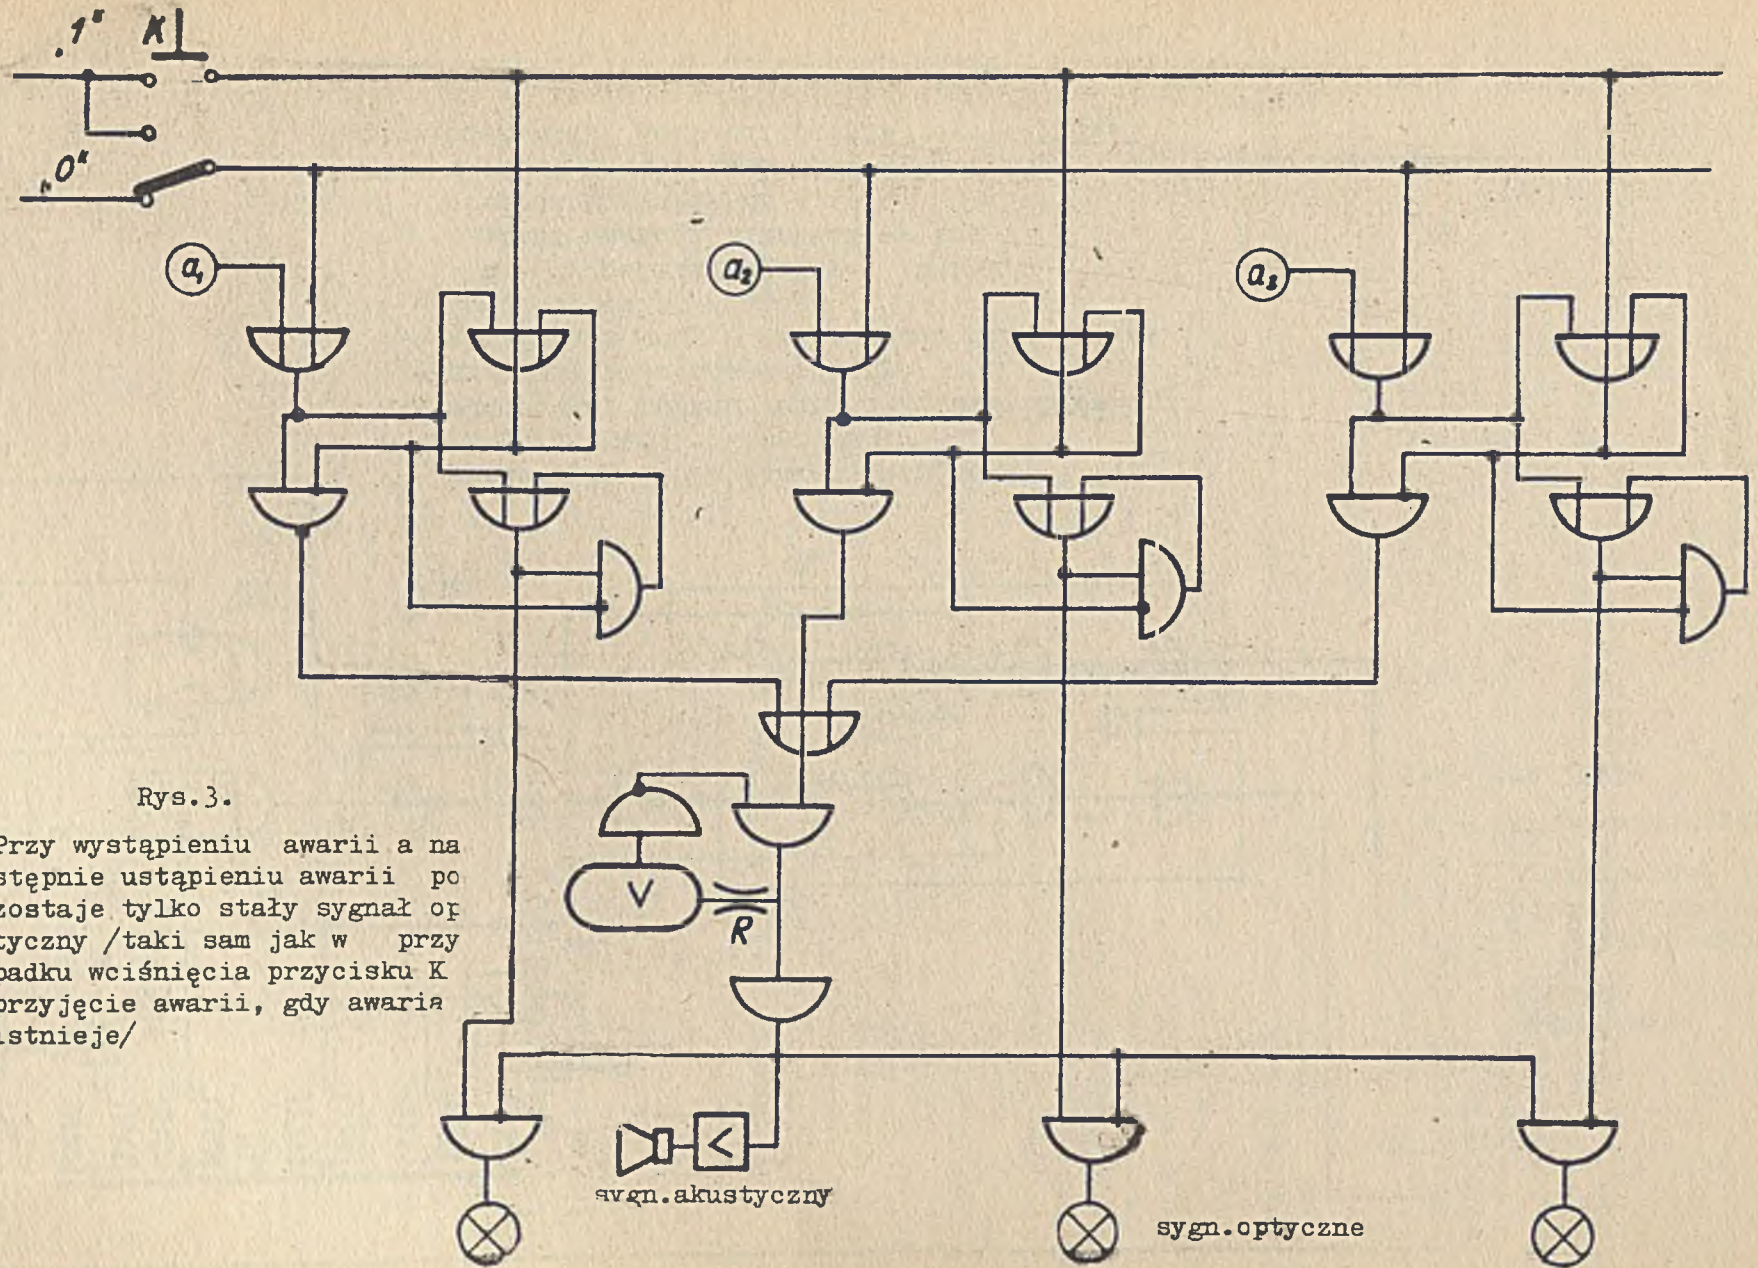 „1" K
„0"
a₁ a₂ a₃
Rys.3.
Przy wystąpieniu awarii a na
stępnie ustąpieniu awarii po
zostaje tylko stały sygnał op
tyczny /taki sam jak w przy
padku wciśnięcia przycisku K
przyjęcie awarii, gdy awaria
istnieje/
V
R
<
sygn.akustyczny
sygn.optyczne